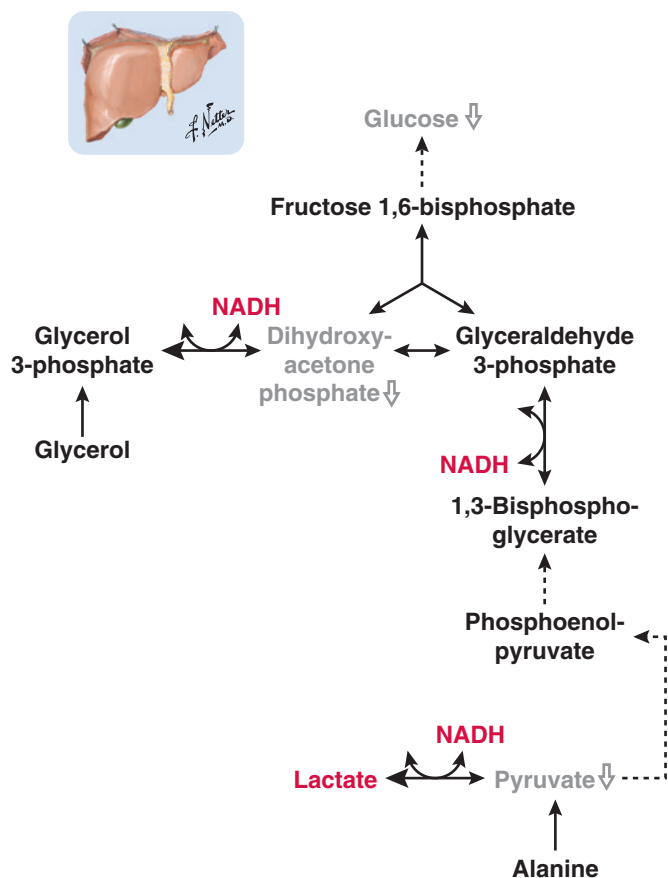 F. Netter
M.D.
Glucose
Fructose 1,6-bisphosphate
NADH
Glycerol
3-phosphate
Dihydroxy-
acetone
phosphate
Glyceraldehyde
3-phosphate
Glycerol
NADH
1,3-Bisphospho-
glycerate
Phosphoenol-
pyruvate
NADH
Lactate
Pyruvate
Alanine